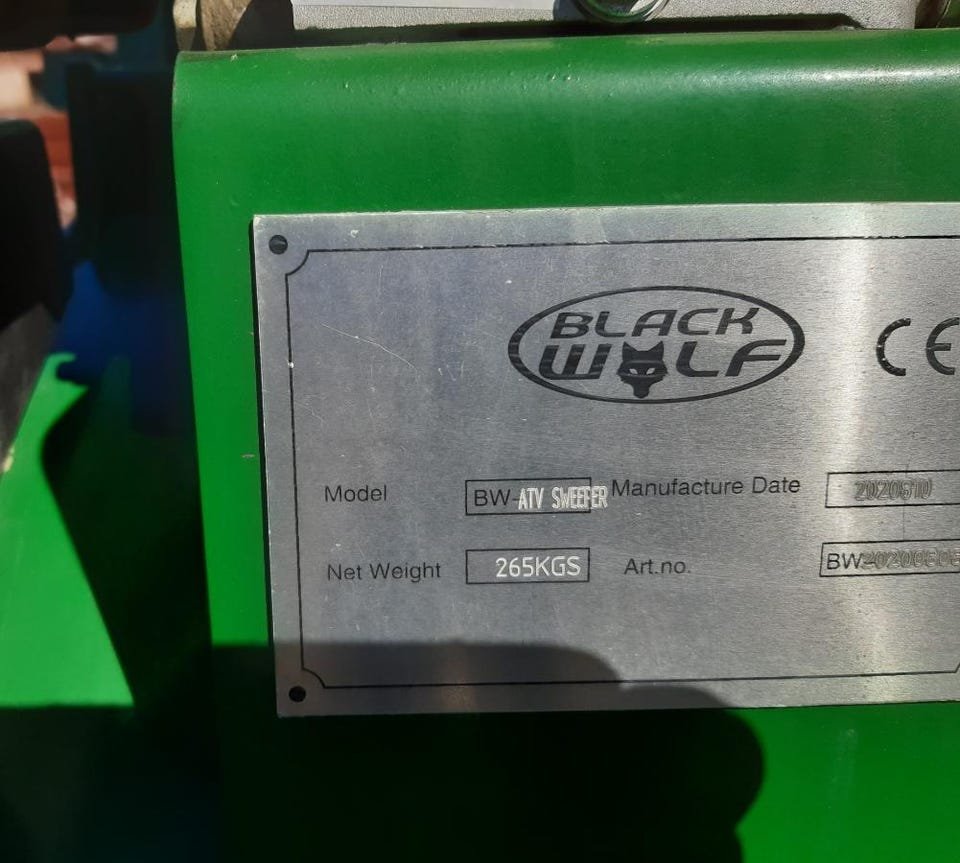 BLACK
WOLF
CE
Model BW-ATV SWEEPER Manufacture Date
Net Weight 265KGS Art.no.